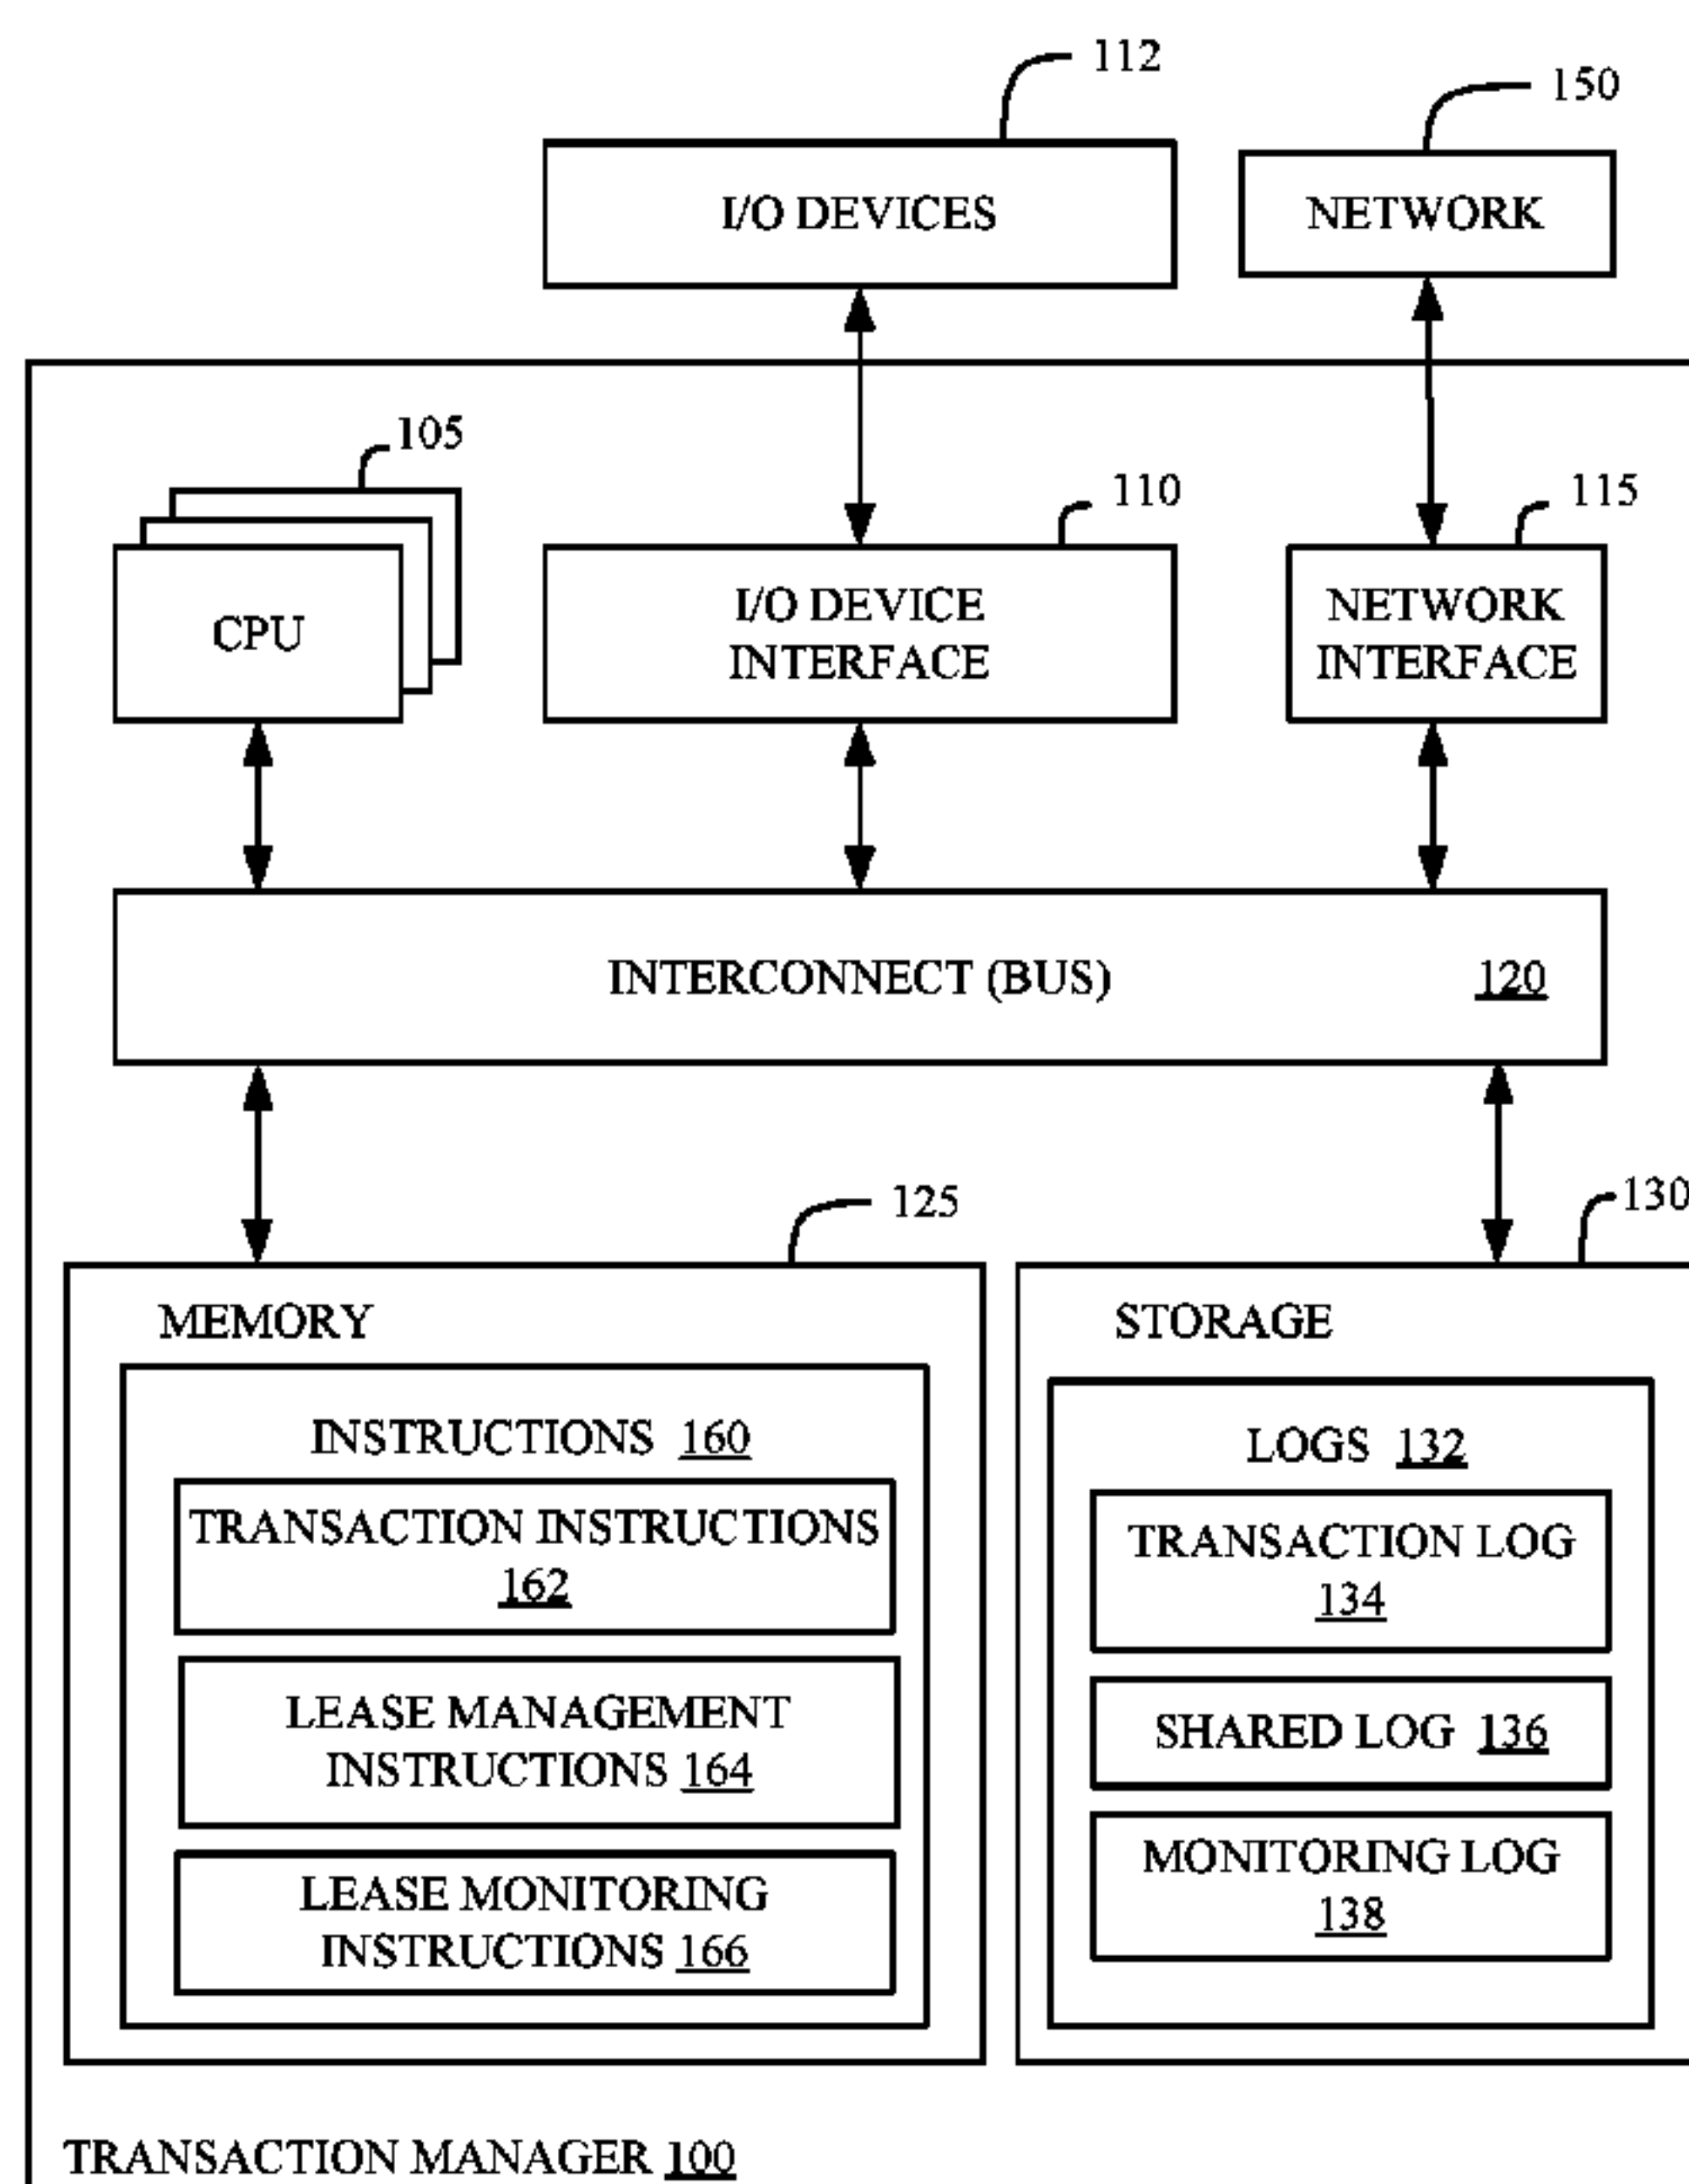 112
150
I/O DEVICES
NETWORK
105
110
115
CPU
I/O DEVICE
INTERFACE
NETWORK
INTERFACE
INTERCONNECT (BUS) 120
125
130
MEMORY
INSTRUCTIONS 160
TRANSACTION INSTRUCTIONS
162
LEASE MANAGEMENT
INSTRUCTIONS 164
LEASE MONITORING
INSTRUCTIONS 166
STORAGE
LOGS 132
TRANSACTION LOG
134
SHARED LOG 136
MONITORING LOG
138
TRANSACTION MANAGER 100